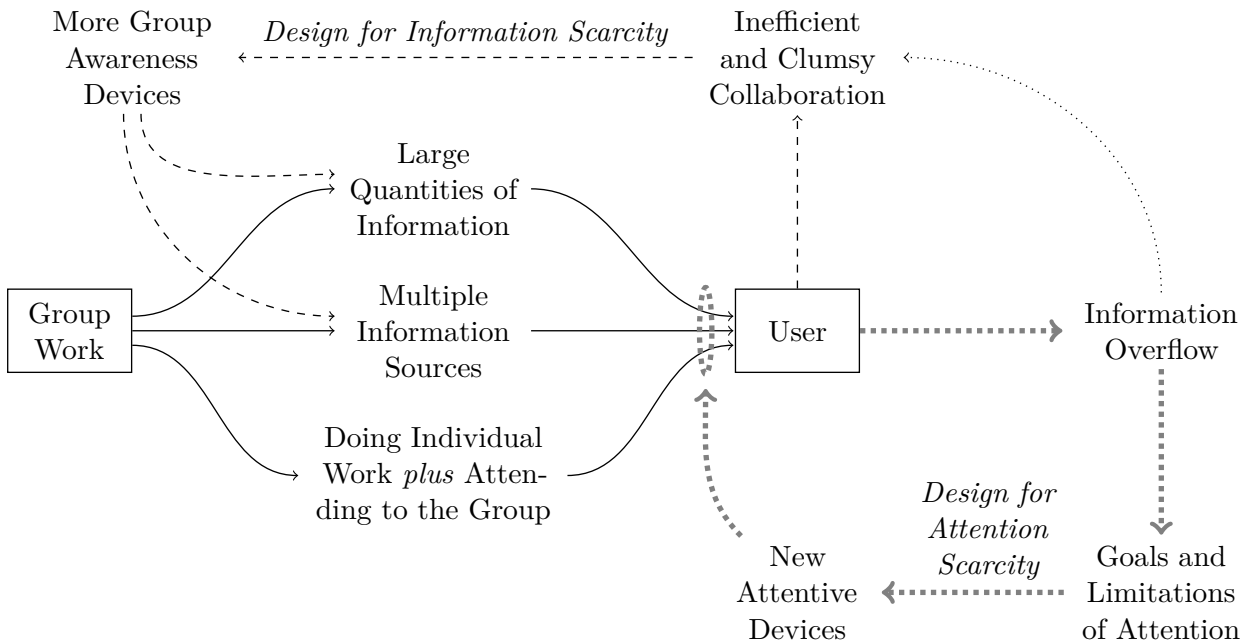 More Group
Awareness
Devices
Design for Information Scarcity
Inefficient
and Clumsy
Collaboration
Large
Quantities of
Information
Group
Work
Multiple
Information
Sources
User
Information
Overflow
Doing Individual
Work plus Atten-
ding to the Group
Design for
Attention
Scarcity
New
Attentive
Devices
Goals and
Limitations
of Attention